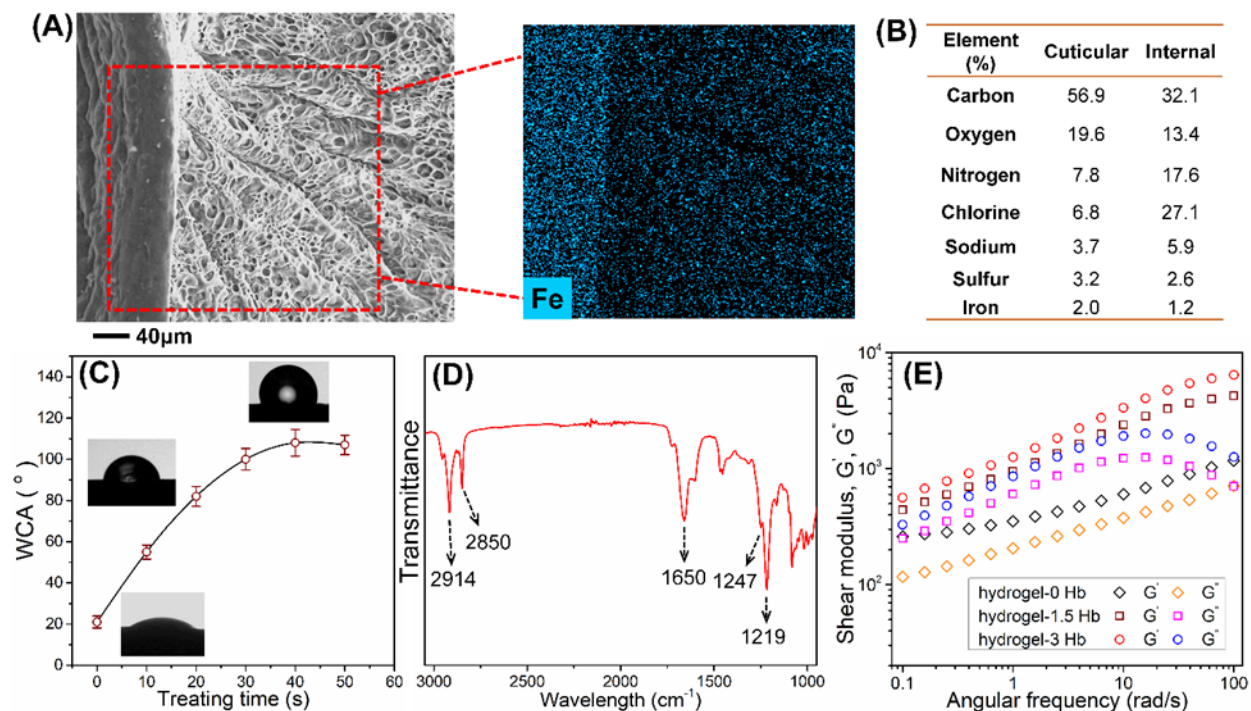 (A)
Fe
40μm
(B)
Element (%) Cuticular Internal
Carbon 56.9 32.1
Oxygen 19.6 13.4
Nitrogen 7.8 17.6
Chlorine 6.8 27.1
Sodium 3.7 5.9
Sulfur 3.2 2.6
Iron 2.0 1.2
(C)
WCA (°)
140
120
100
80
60
40
20
0
0 10 20 30 40 50 60
Treating time (s)
(D)
Transmittance
2914
2850
1650
1247
1219
3000 2500 2000 1500 1000
Wavelength (cm⁻¹)
(E)
Shear modulus, G', G" (Pa)
10⁴
10³
10²
hydrogel-0 Hb G' G"
hydrogel-1.5 Hb G' G"
hydrogel-3 Hb G' G"
0.1 1 10 100
Angular frequency (rad/s)